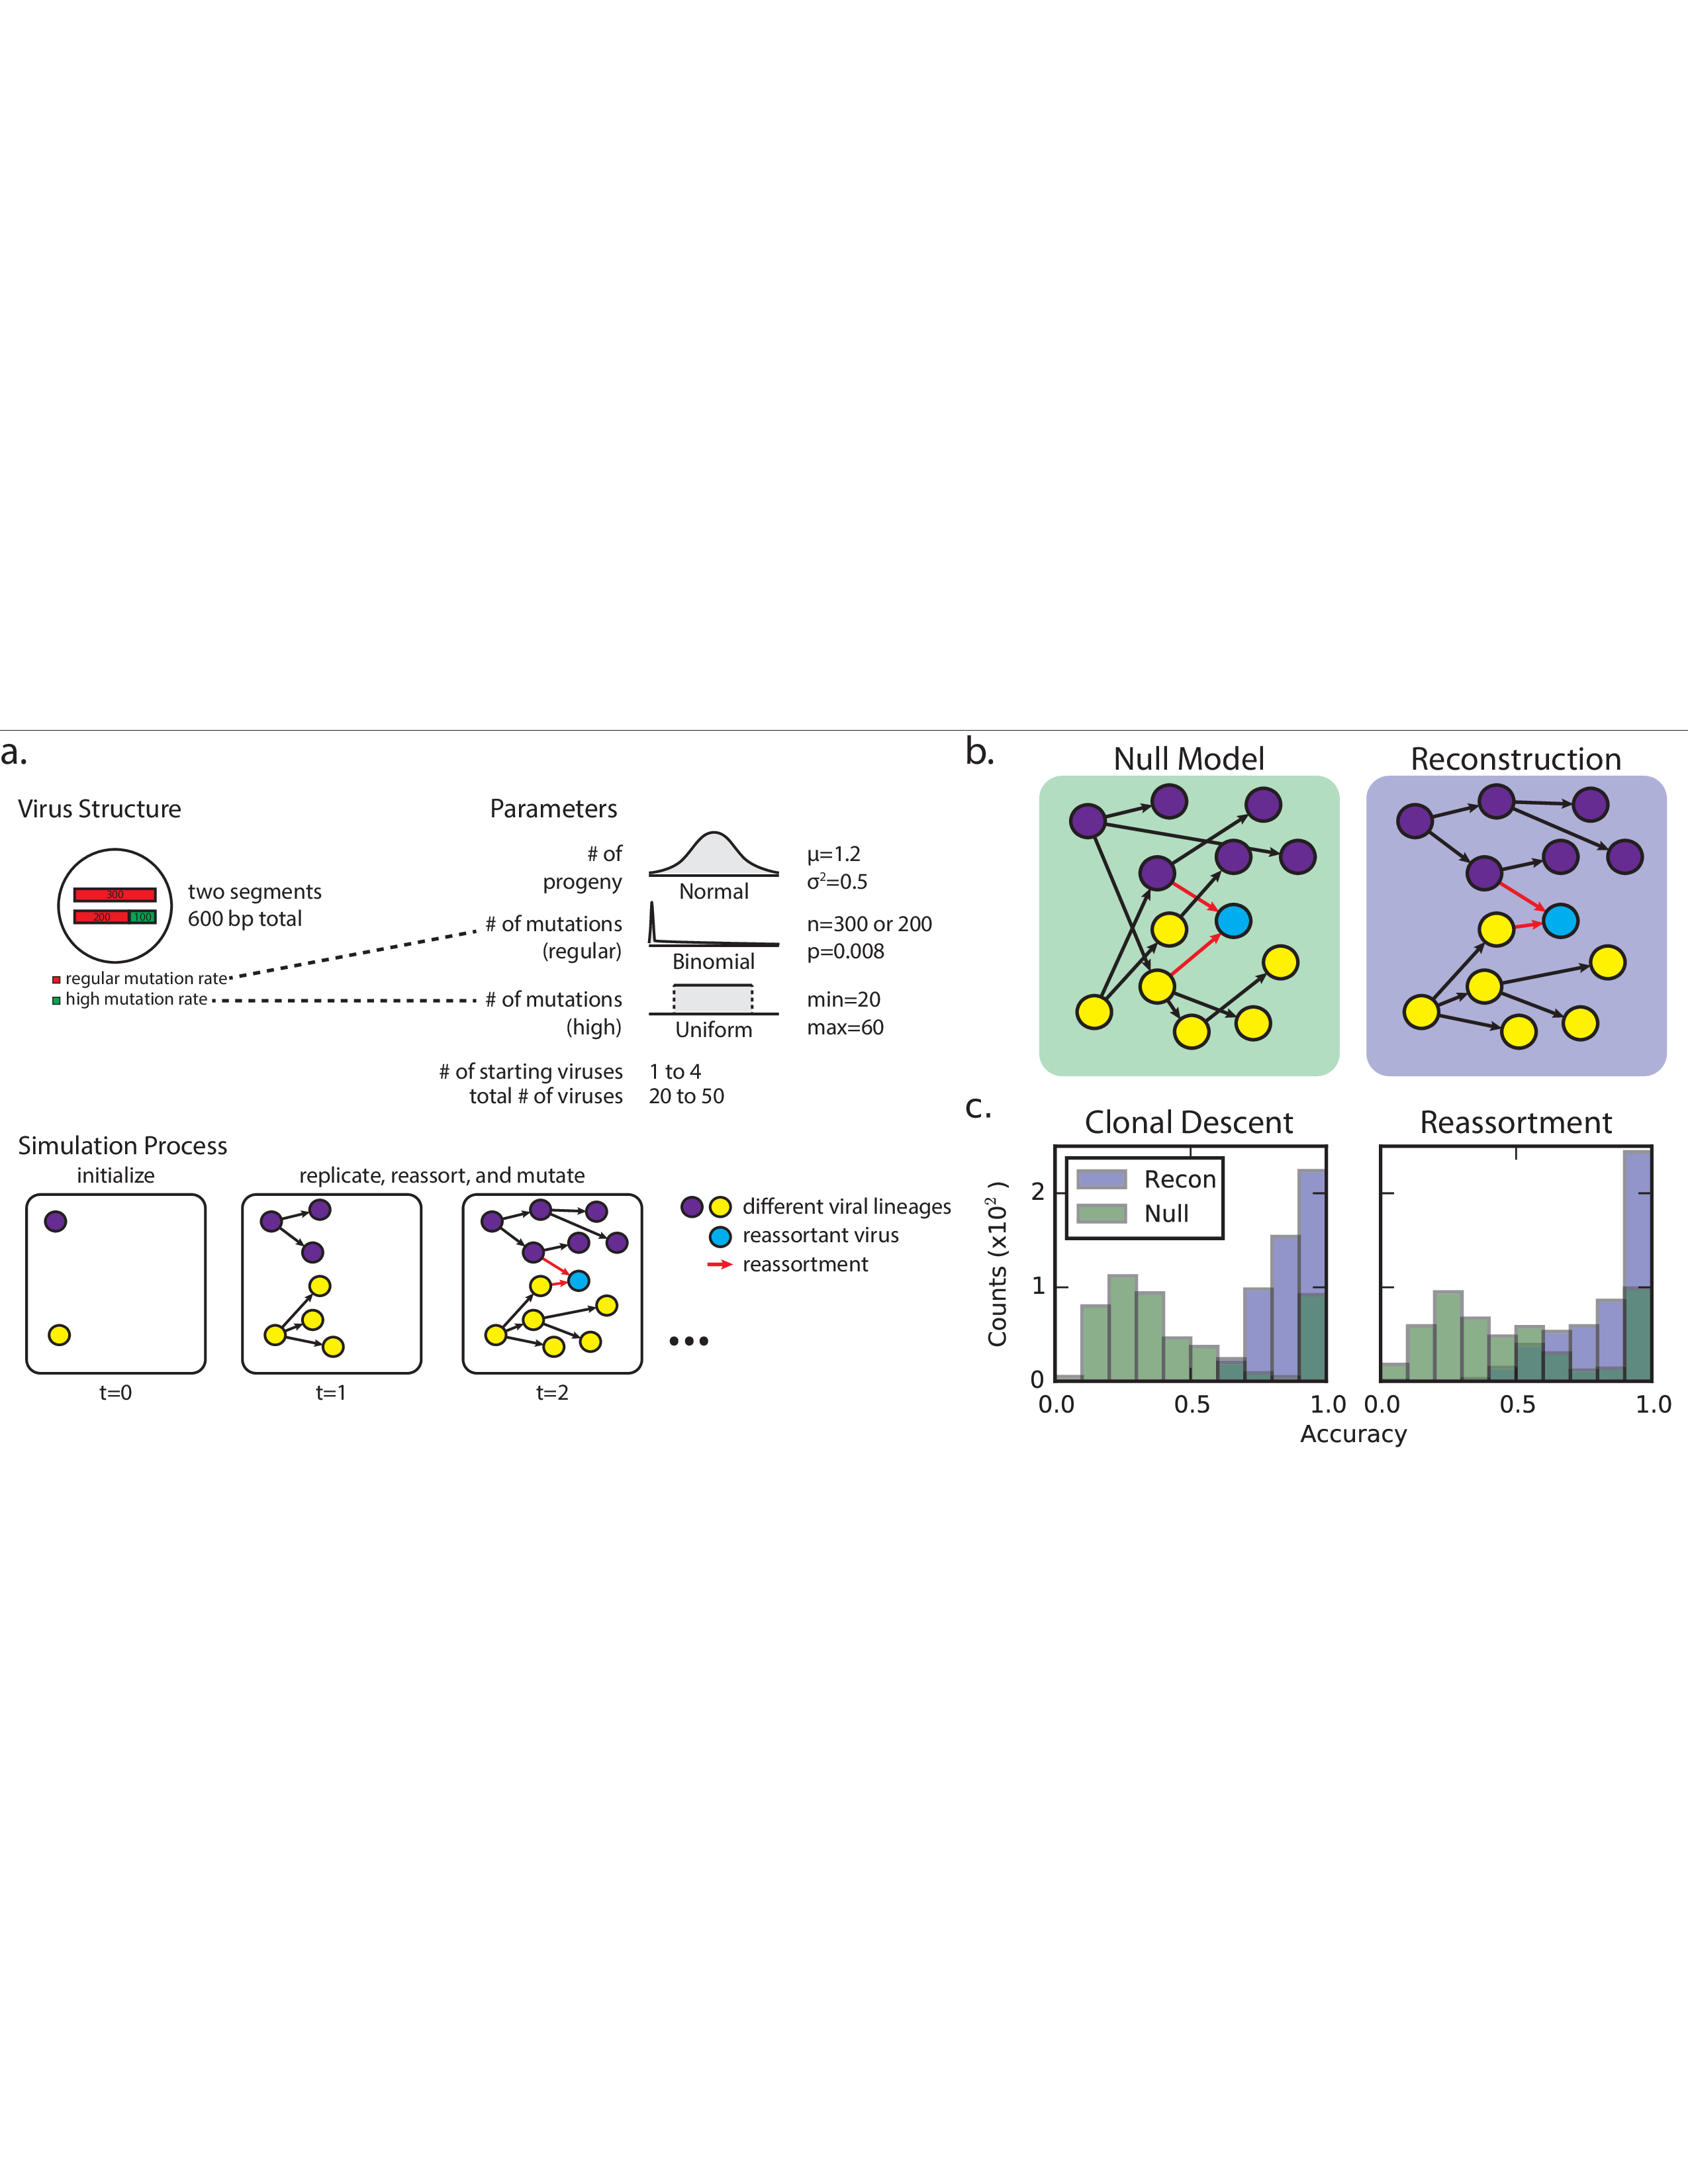 a.
Virus Structure
300
200 100
two segments
600 bp total
regular mutation rate
high mutation rate
Parameters
# of
progeny
Normal
μ=1.2
σ²=0.5
# of mutations
(regular)
Binomial
n=300 or 200
p=0.008
# of mutations
(high)
Uniform
min=20
max=60
# of starting viruses 1 to 4
total # of viruses 20 to 50
Simulation Process
initialize
replicate, reassort, and mutate
t=0
t=1
t=2
different viral lineages
reassortant virus
reassortment
b.
Null Model
Reconstruction
c.
Clonal Descent
Reassortment
Recon
Null
Counts (x10²)
2
1
0
0.0 0.5 1.0
0.0 0.5 1.0
Accuracy